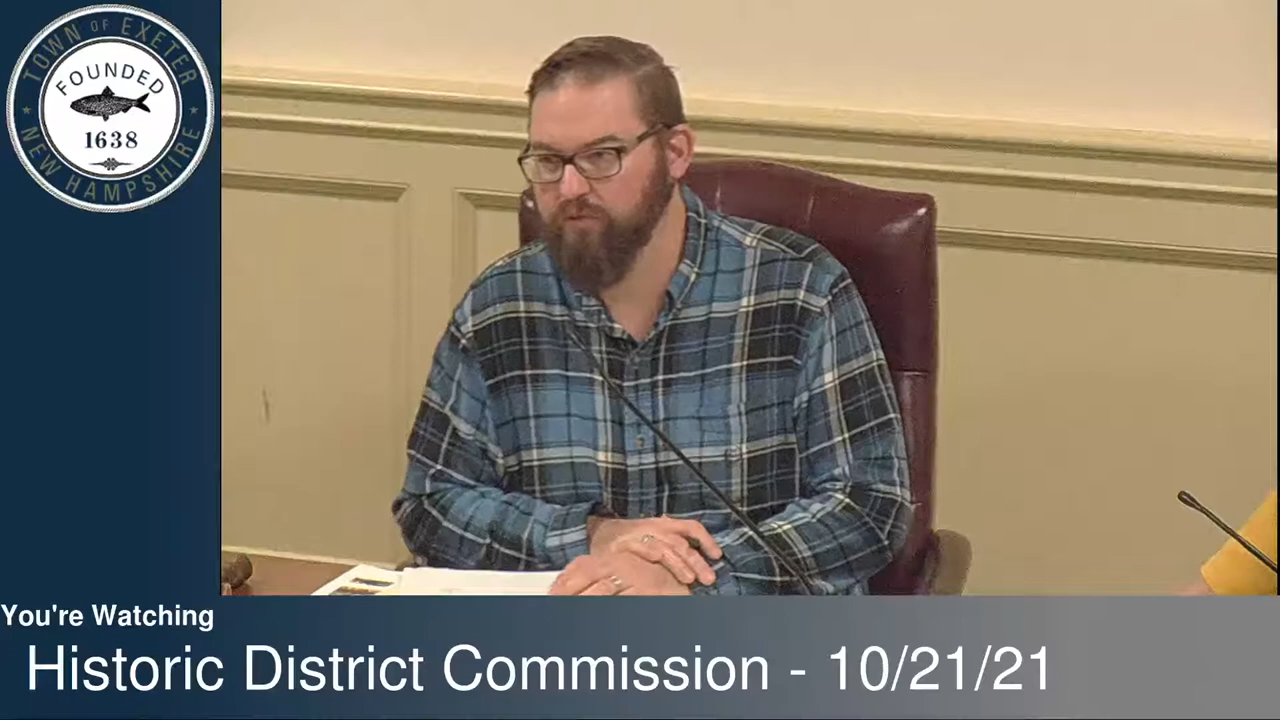 TOWN OF EXETER
FOUNDED
1638
NEW HAMPSHIRE
You're Watching
Historic District Commission - 10/21/21